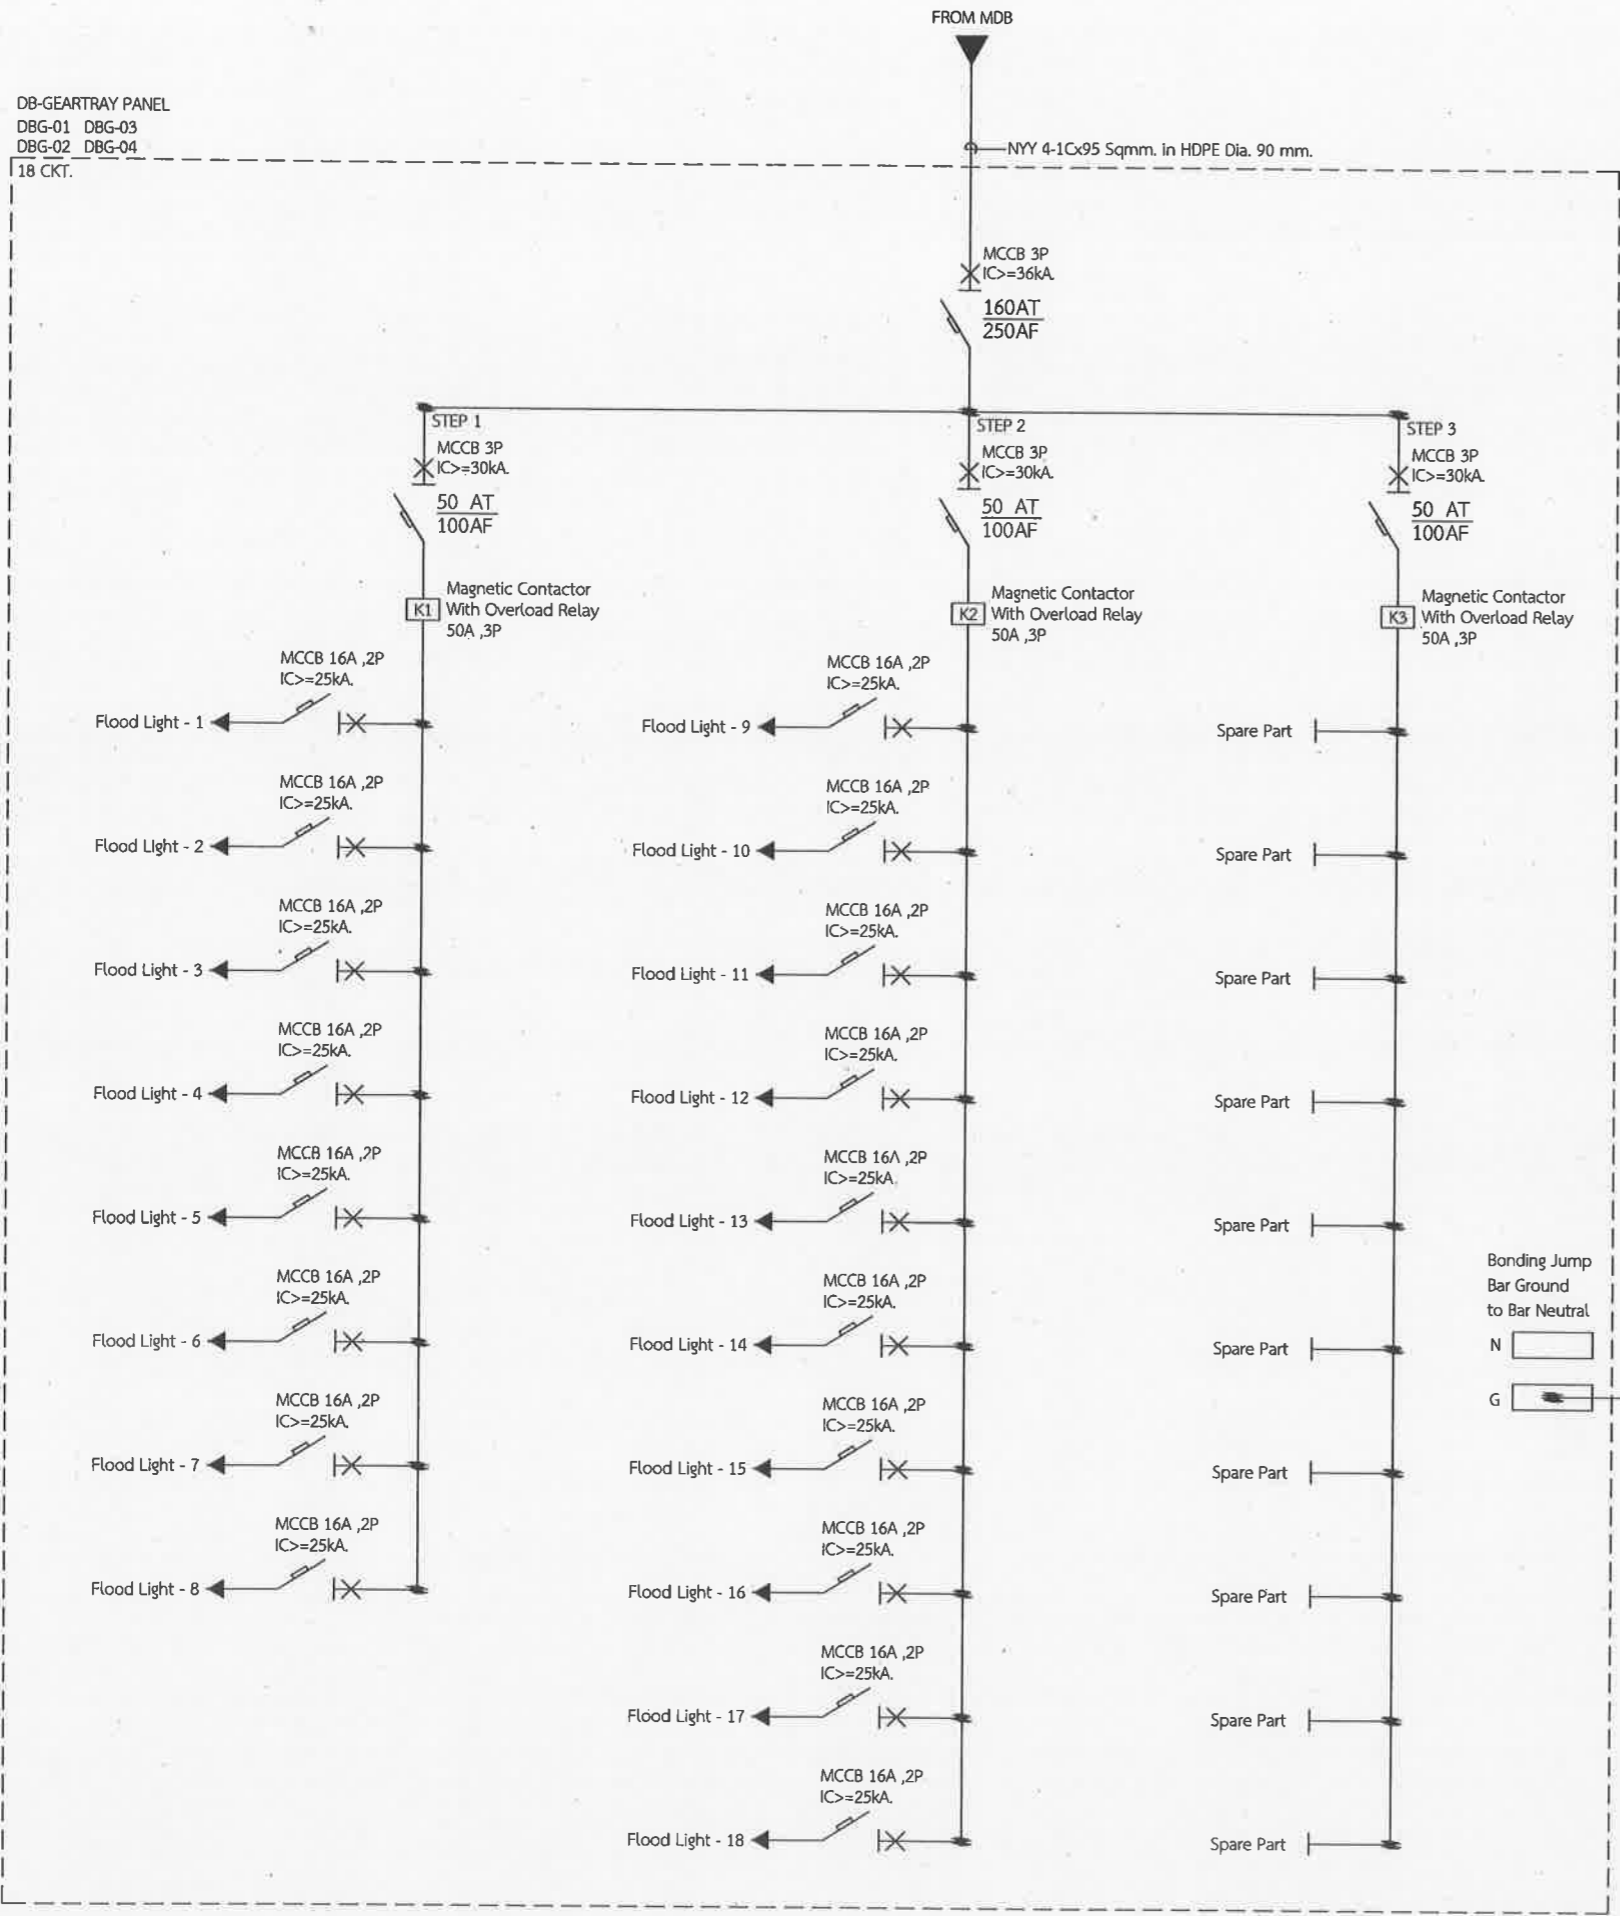 FROM MDB
DB-GEARTRAY PANEL
DBG-01 DBG-03
DBG-02 DBG-04
NYY 4-1Cx95 Sqmm. in HDPE Dia. 90 mm.
18 CKT.
MCCB 3P
IC>=36kA.
160AT
250AF
STEP 1
MCCB 3P
IC>=30kA.
50 AT
100AF
K1
Magnetic Contactor
With Overload Relay
50A ,3P
MCCB 16A ,2P
IC>=25kA.
Flood Light - 1
MCCB 16A ,2P
IC>=25kA.
Flood Light - 2
MCCB 16A ,2P
IC>=25kA.
Flood Light - 3
MCCB 16A ,2P
IC>=25kA.
Flood Light - 4
MCCB 16A ,2P
IC>=25kA.
Flood Light - 5
MCCB 16A ,2P
IC>=25kA.
Flood Light - 6
MCCB 16A ,2P
IC>=25kA.
Flood Light - 7
MCCB 16A ,2P
IC>=25kA.
Flood Light - 8
STEP 2
MCCB 3P
IC>=30kA.
50 AT
100AF
K2
Magnetic Contactor
With Overload Relay
50A ,3P
MCCB 16A ,2P
IC>=25kA.
Flood Light - 9
MCCB 16A ,2P
IC>=25kA.
Flood Light - 10
MCCB 16A ,2P
IC>=25kA.
Flood Light - 11
MCCB 16A ,2P
IC>=25kA.
Flood Light - 12
MCCB 16A ,2P
IC>=25kA.
Flood Light - 13
MCCB 16A ,2P
IC>=25kA.
Flood Light - 14
MCCB 16A ,2P
IC>=25kA.
Flood Light - 15
MCCB 16A ,2P
IC>=25kA.
Flood Light - 16
MCCB 16A ,2P
IC>=25kA.
Flood Light - 17
MCCB 16A ,2P
IC>=25kA.
Flood Light - 18
STEP 3
MCCB 3P
IC>=30kA.
50 AT
100AF
K3
Magnetic Contactor
With Overload Relay
50A ,3P
Spare Part
Spare Part
Spare Part
Spare Part
Spare Part
Spare Part
Spare Part
Spare Part
Spare Part
Spare Part
Bonding Jump
Bar Ground
to Bar Neutral
N
G